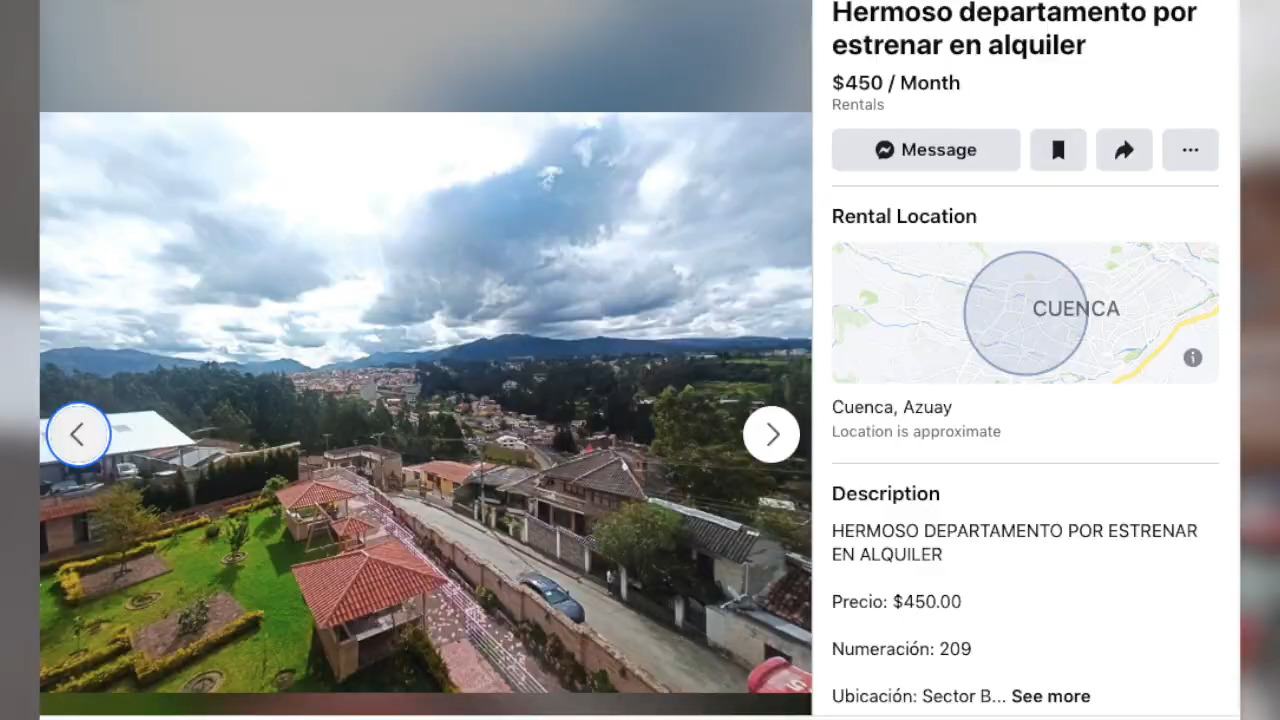 Hermoso departamento por
estrenar en alquiler
$450 / Month
Rentals
Message
Rental Location
CUENCA
Cuenca, Azuay
Location is approximate
Description
HERMOSO DEPARTAMENTO POR ESTRENAR
EN ALQUILER
Precio: $450.00
Numeración: 209
Ubicación: Sector B... See more